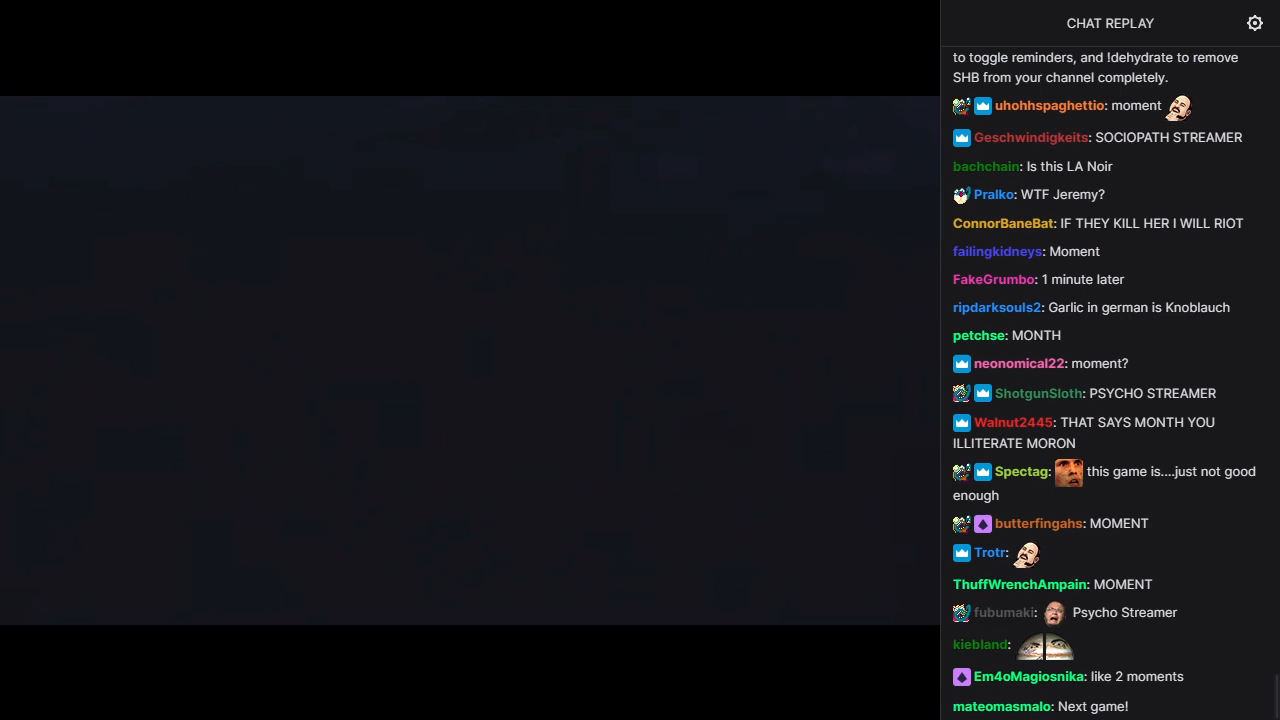 CHAT REPLAY
to toggle reminders, and !dehydrate to remove
SHB from your channel completely.
uhohhspaghettio: moment
Geschwindigkeits: SOCIOPATH STREAMER
bachchain: Is this LA Noir
Pralko: WTF Jeremy?
ConnorBaneBat: IF THEY KILL HER I WILL RIOT
failingkidneys: Moment
FakeGrumbo: 1 minute later
ripdarksouls2: Garlic in german is Knoblauch
petchse: MONTH
neonomical22: moment?
ShotgunSloth: PSYCHO STREAMER
Walnut2445: THAT SAYS MONTH YOU
ILLITERATE MORON
Spectag: this game is....just not good
enough
butterfingahs: MOMENT
Trotr:
ThuffWrenchAmpain: MOMENT
fubumaki: Psycho Streamer
kiebland:
Em4oMagiosnika: like 2 moments
mateomasmalo: Next game!